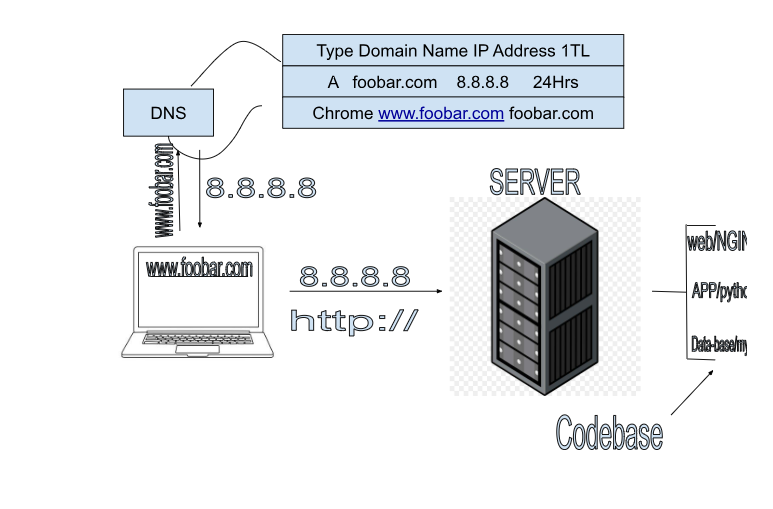 Type Domain Name IP Address 1TL
A foobar.com 8.8.8.8 24Hrs
Chrome www.foobar.com foobar.com
DNS
www.foobar.com
8.8.8.8
SERVER
www.foobar.com
8.8.8.8
http://
web/NGIN
APP/pytho
Data-base/my
Codebase